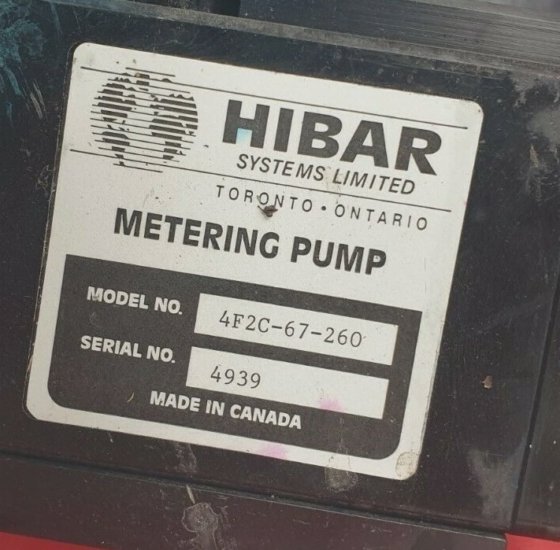 HIBAR
SYSTEMS LIMITED
TORONTO • ONTARIO
METERING PUMP
MODEL NO. 4F2C-67-260
SERIAL NO. 4939
MADE IN CANADA